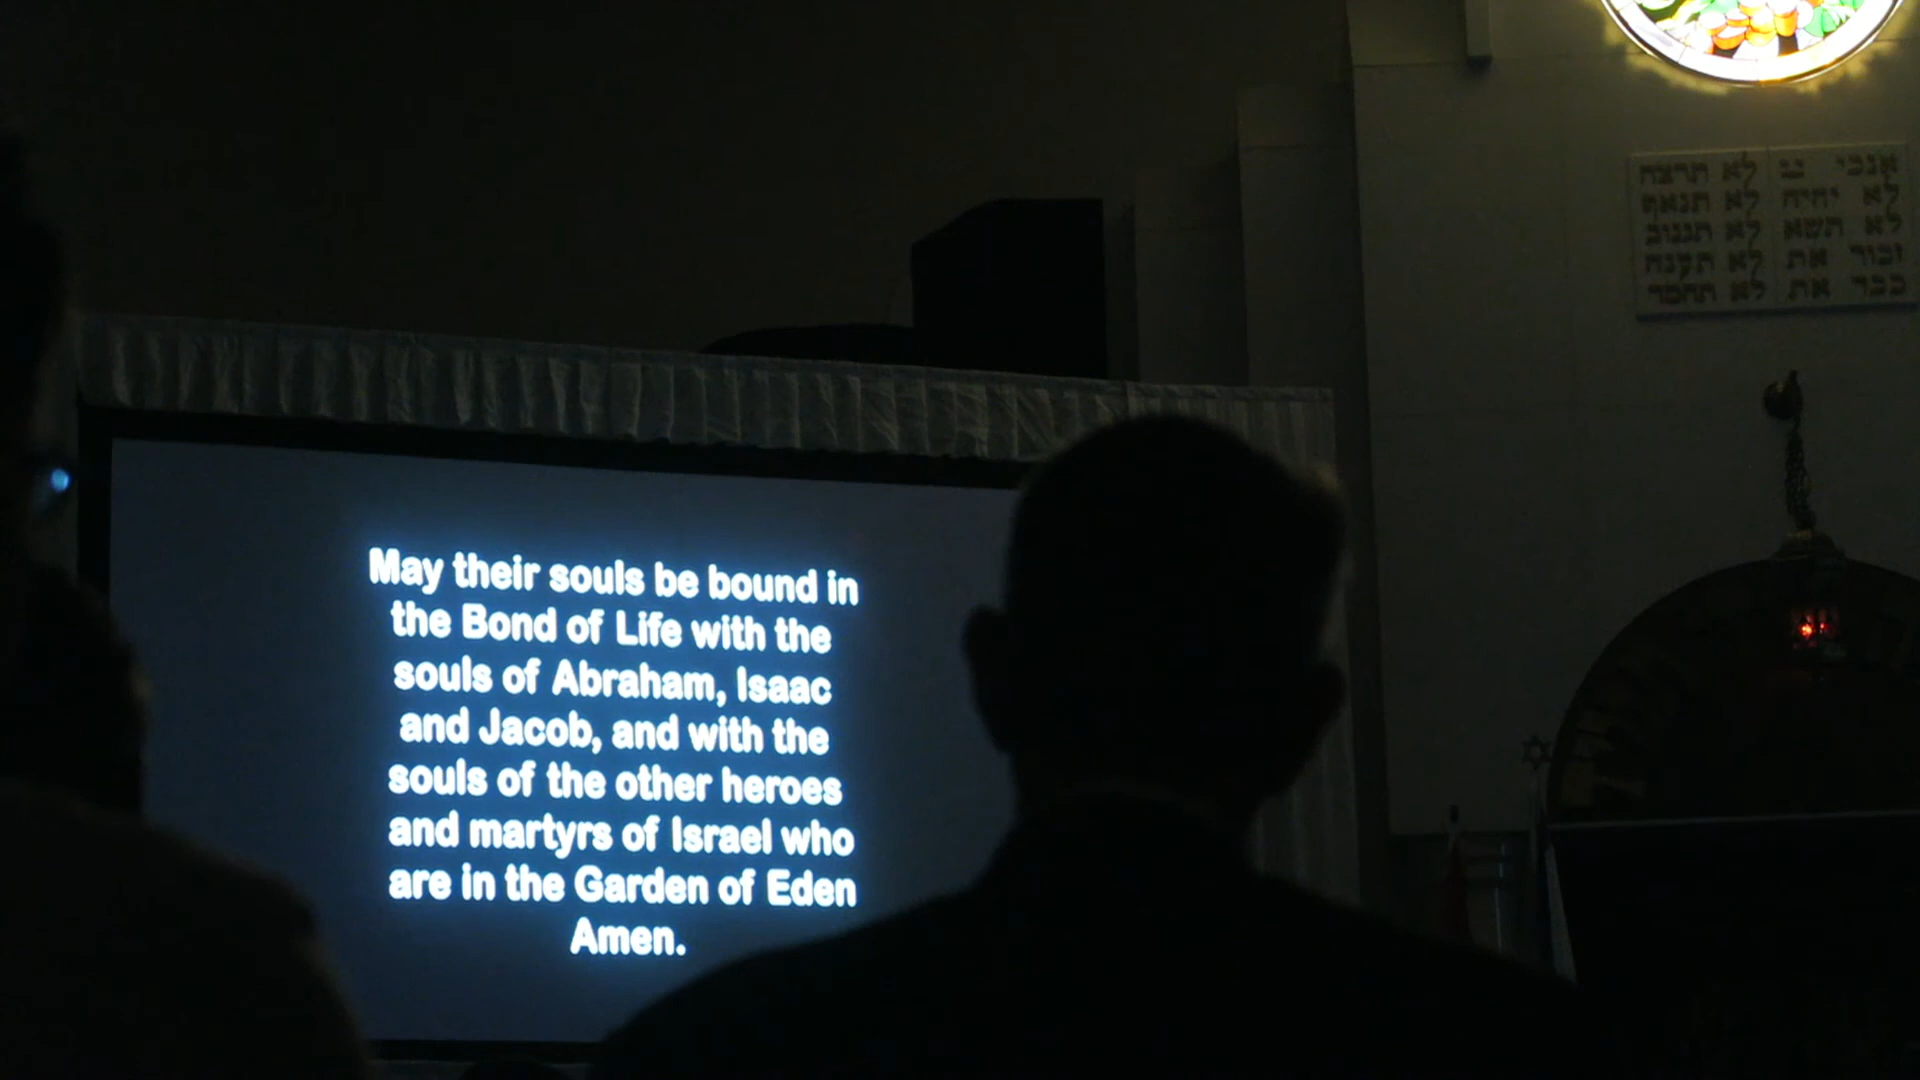 May their souls be bound in
the Bond of Life with the
souls of Abraham, Isaac
and Jacob, and with the
souls of the other heroes
and martyrs of Israel who
are in the Garden of Eden
Amen.
אנכי יי לא תרצח
לא יהיה לא תנאף
לא תשא לא תגנוב
זכור את לא תענה
כבד את לא תחמד